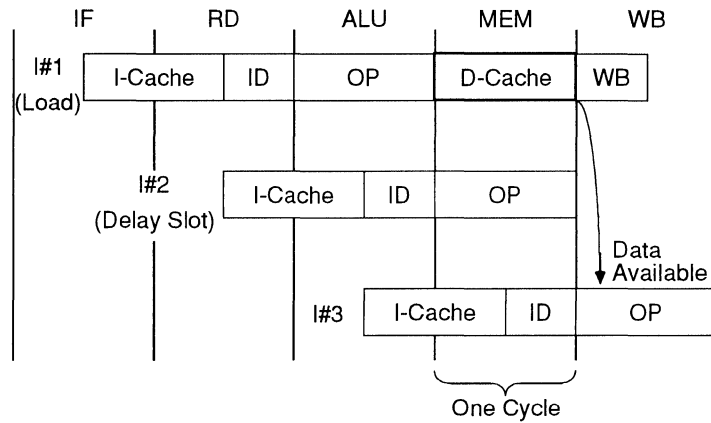 IF RD ALU MEM WB
I#1
(Load)
I-Cache ID OP D-Cache WB
I#2
(Delay Slot)
I-Cache ID OP
Data
Available
I#3
I-Cache ID OP
One Cycle